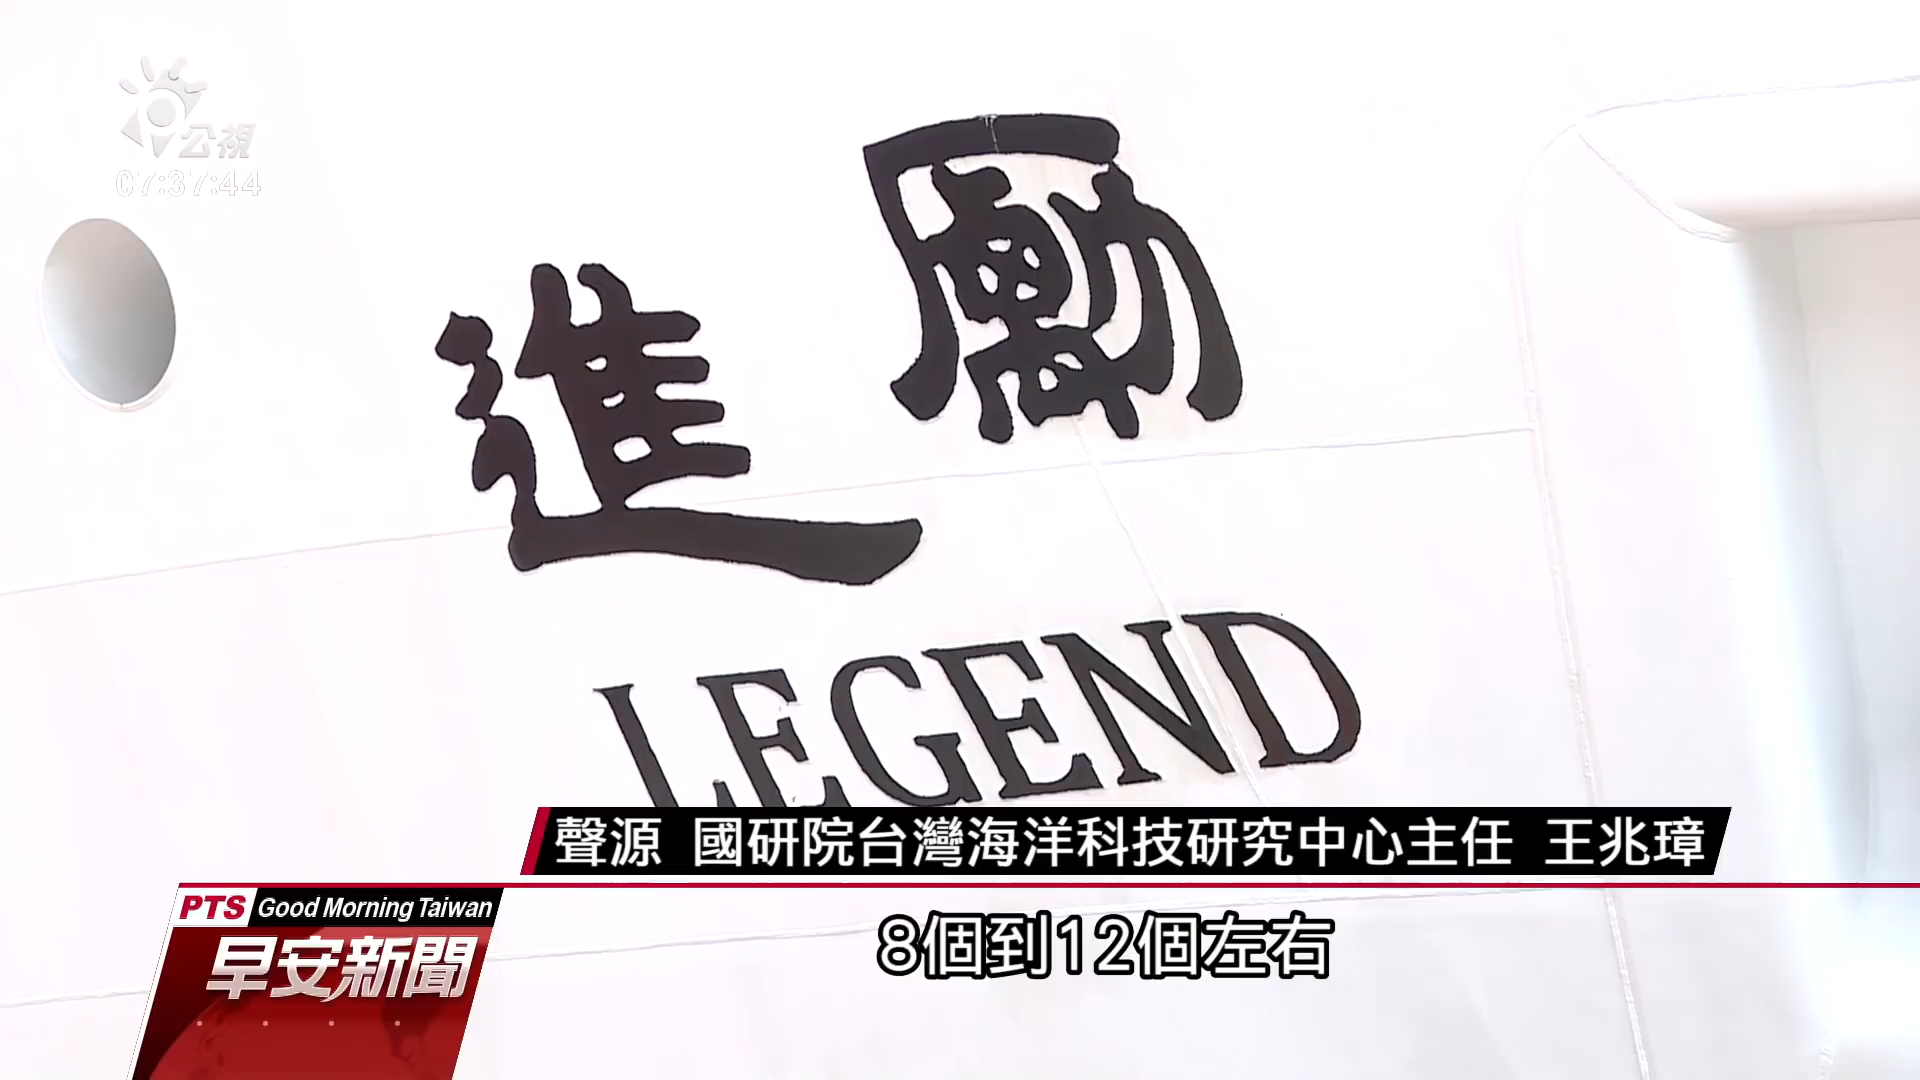 公視
07:37:44
勵
進
LEGEND
聲源 國研院台灣海洋科技研究中心主任 王兆璋
PTS Good Morning Taiwan
早安新聞
8個到12個左右